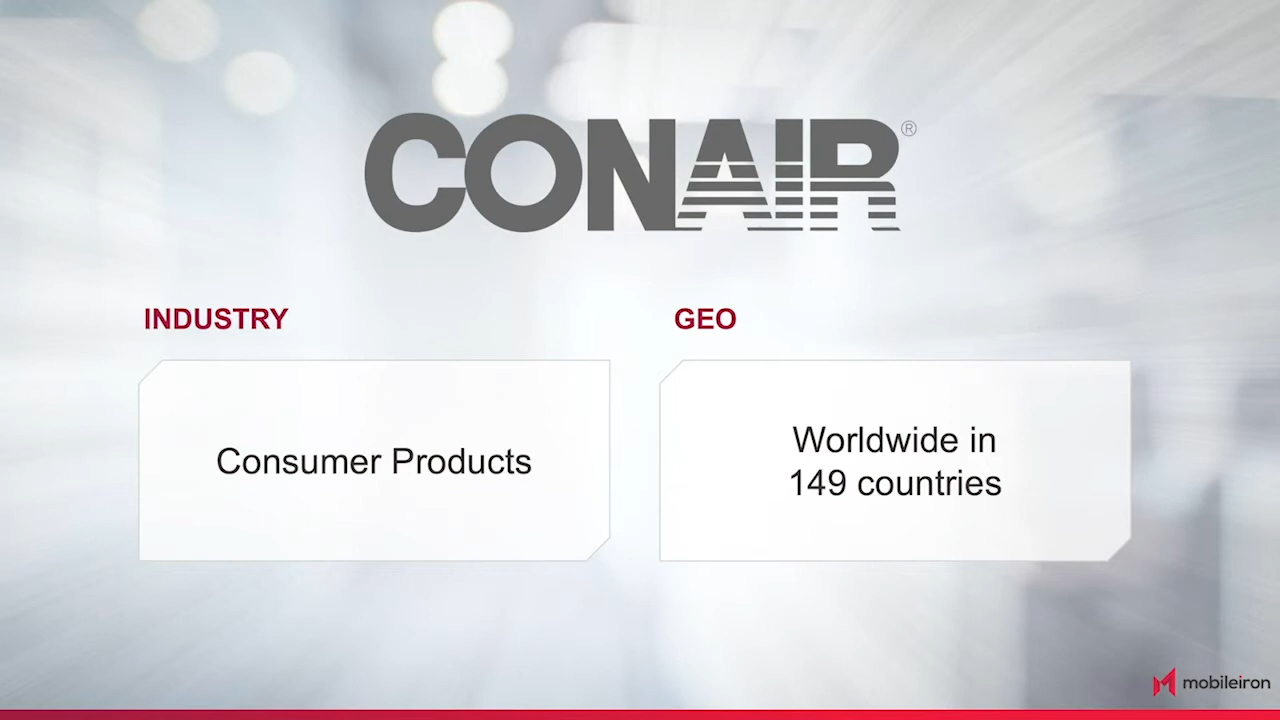 CONAIR®
INDUSTRY
Consumer Products
GEO
Worldwide in
149 countries
mobileiron